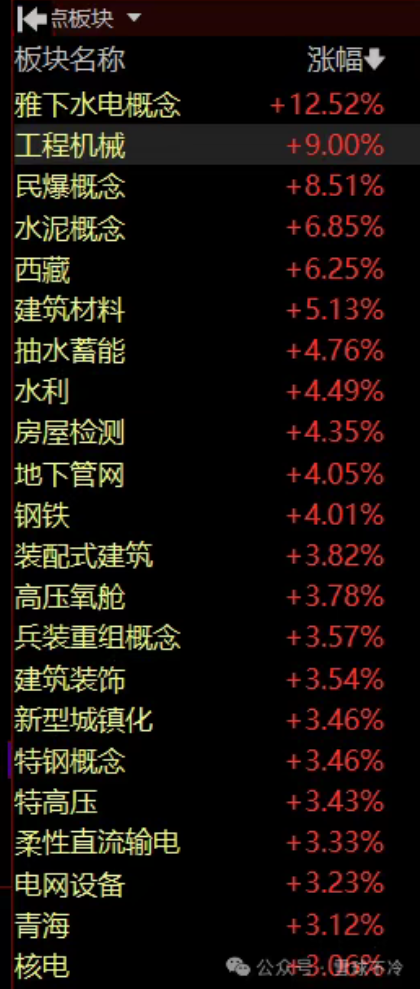 点板块
板块名称 涨幅
雅下水电概念 +12.52%
工程机械 +9.00%
民爆概念 +8.51%
水泥概念 +6.85%
西藏 +6.25%
建筑材料 +5.13%
抽水蓄能 +4.76%
水利 +4.49%
房屋检测 +4.35%
地下管网 +4.05%
钢铁 +4.01%
装配式建筑 +3.82%
高压氧舱 +3.78%
兵装重组概念 +3.57%
建筑装饰 +3.54%
新型城镇化 +3.46%
特钢概念 +3.46%
特高压 +3.43%
柔性直流输电 +3.33%
电网设备 +3.23%
青海 +3.12%
核电 +3.06%
公众号